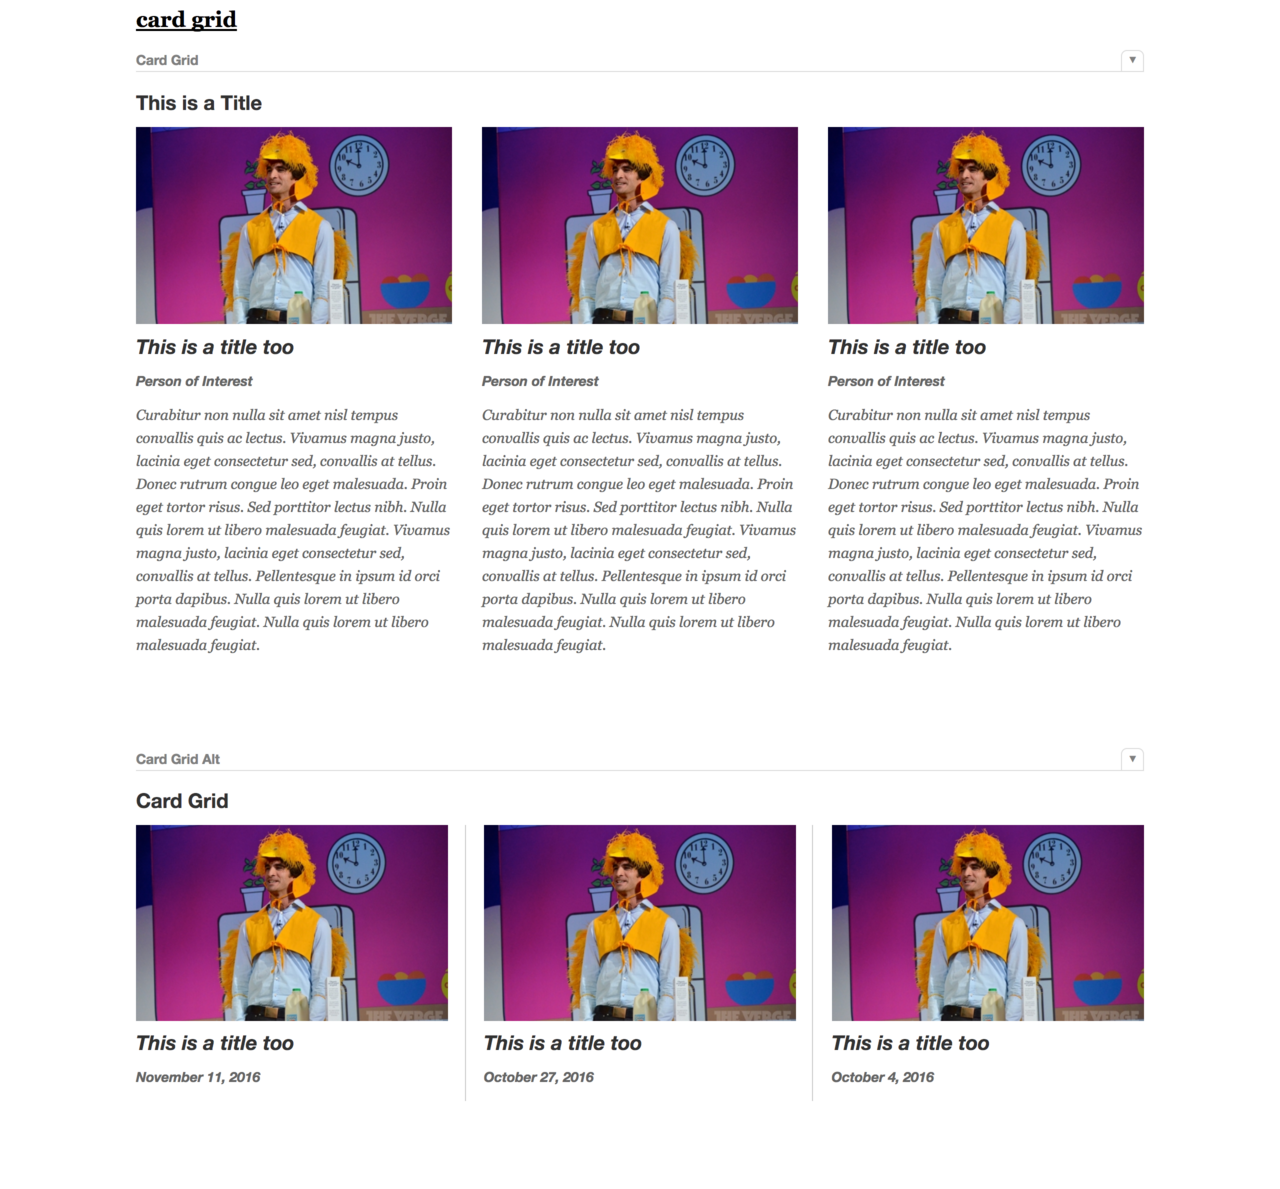 card grid
Card Grid
▼
This is a Title
THE VERGE
THE VERGE
THE VERGE
This is a title too
This is a title too
This is a title too
Person of Interest
Person of Interest
Person of Interest
Curabitur non nulla sit amet nisl tempus
convallis quis ac lectus. Vivamus magna justo,
lacinia eget consectetur sed, convallis at tellus.
Donec rutrum congue leo eget malesuada. Proin
eget tortor risus. Sed porttitor lectus nibh. Nulla
quis lorem ut libero malesuada feugiat. Vivamus
magna justo, lacinia eget consectetur sed,
convallis at tellus. Pellentesque in ipsum id orci
porta dapibus. Nulla quis lorem ut libero
malesuada feugiat. Nulla quis lorem ut libero
malesuada feugiat.
Curabitur non nulla sit amet nisl tempus
convallis quis ac lectus. Vivamus magna justo,
lacinia eget consectetur sed, convallis at tellus.
Donec rutrum congue leo eget malesuada. Proin
eget tortor risus. Sed porttitor lectus nibh. Nulla
quis lorem ut libero malesuada feugiat. Vivamus
magna justo, lacinia eget consectetur sed,
convallis at tellus. Pellentesque in ipsum id orci
porta dapibus. Nulla quis lorem ut libero
malesuada feugiat. Nulla quis lorem ut libero
malesuada feugiat.
Curabitur non nulla sit amet nisl tempus
convallis quis ac lectus. Vivamus magna justo,
lacinia eget consectetur sed, convallis at tellus.
Donec rutrum congue leo eget malesuada. Proin
eget tortor risus. Sed porttitor lectus nibh. Nulla
quis lorem ut libero malesuada feugiat. Vivamus
magna justo, lacinia eget consectetur sed,
convallis at tellus. Pellentesque in ipsum id orci
porta dapibus. Nulla quis lorem ut libero
malesuada feugiat. Nulla quis lorem ut libero
malesuada feugiat.
Card Grid Alt
▼
Card Grid
THE VERGE
THE VERGE
THE VERGE
This is a title too
November 11, 2016
This is a title too
October 27, 2016
This is a title too
October 4, 2016